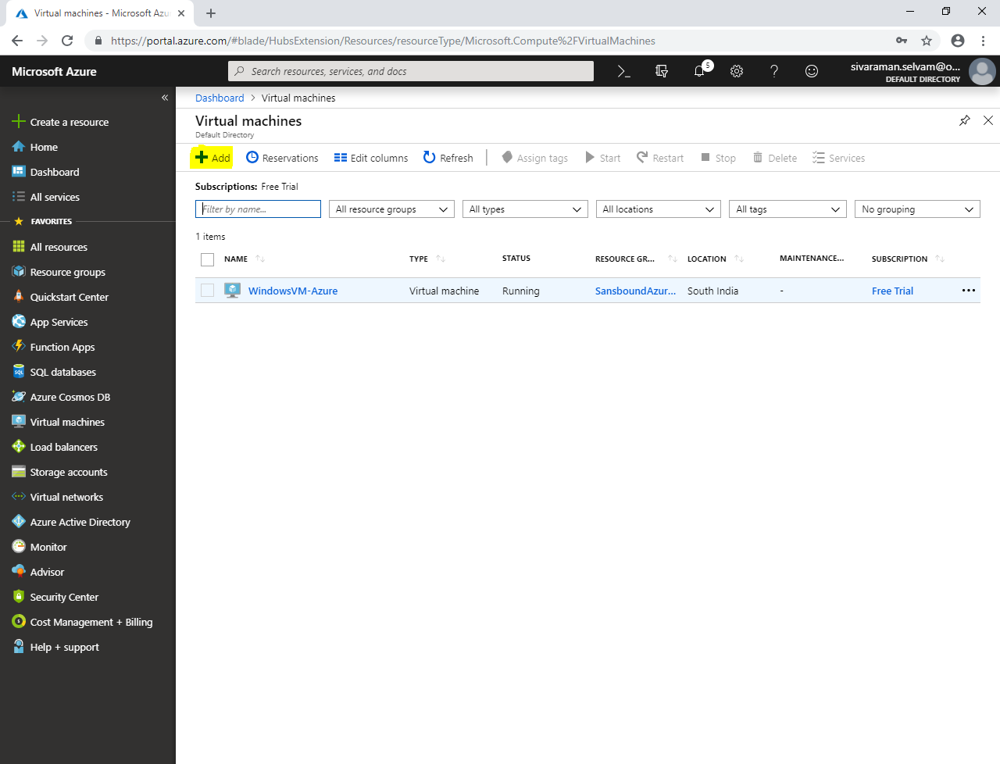 Virtual machines - Microsoft Azu
https://portal.azure.com/#blade/HubsExtension/Resources/resourceType/Microsoft.Compute%2FVirtualMachines
Microsoft Azure
Search resources, services, and docs
5
sivaraman.selvam@o...
DEFAULT DIRECTORY
«
Create a resource
Home
Dashboard
All services
FAVORITES
All resources
Resource groups
Quickstart Center
App Services
Function Apps
SQL databases
Azure Cosmos DB
Virtual machines
Load balancers
Storage accounts
Virtual networks
Azure Active Directory
Monitor
Advisor
Security Center
Cost Management + Billing
Help + support
Dashboard > Virtual machines
Virtual machines
Default Directory
Add Reservations Edit columns Refresh Assign tags Start Restart Stop Delete Services
Subscriptions: Free Trial
Filter by name... All resource groups All types All locations All tags No grouping
1 items
NAME TYPE STATUS RESOURCE GR... LOCATION MAINTENANCE... SUBSCRIPTION
WindowsVM-Azure Virtual machine Running SansboundAzur... South India - Free Trial ...